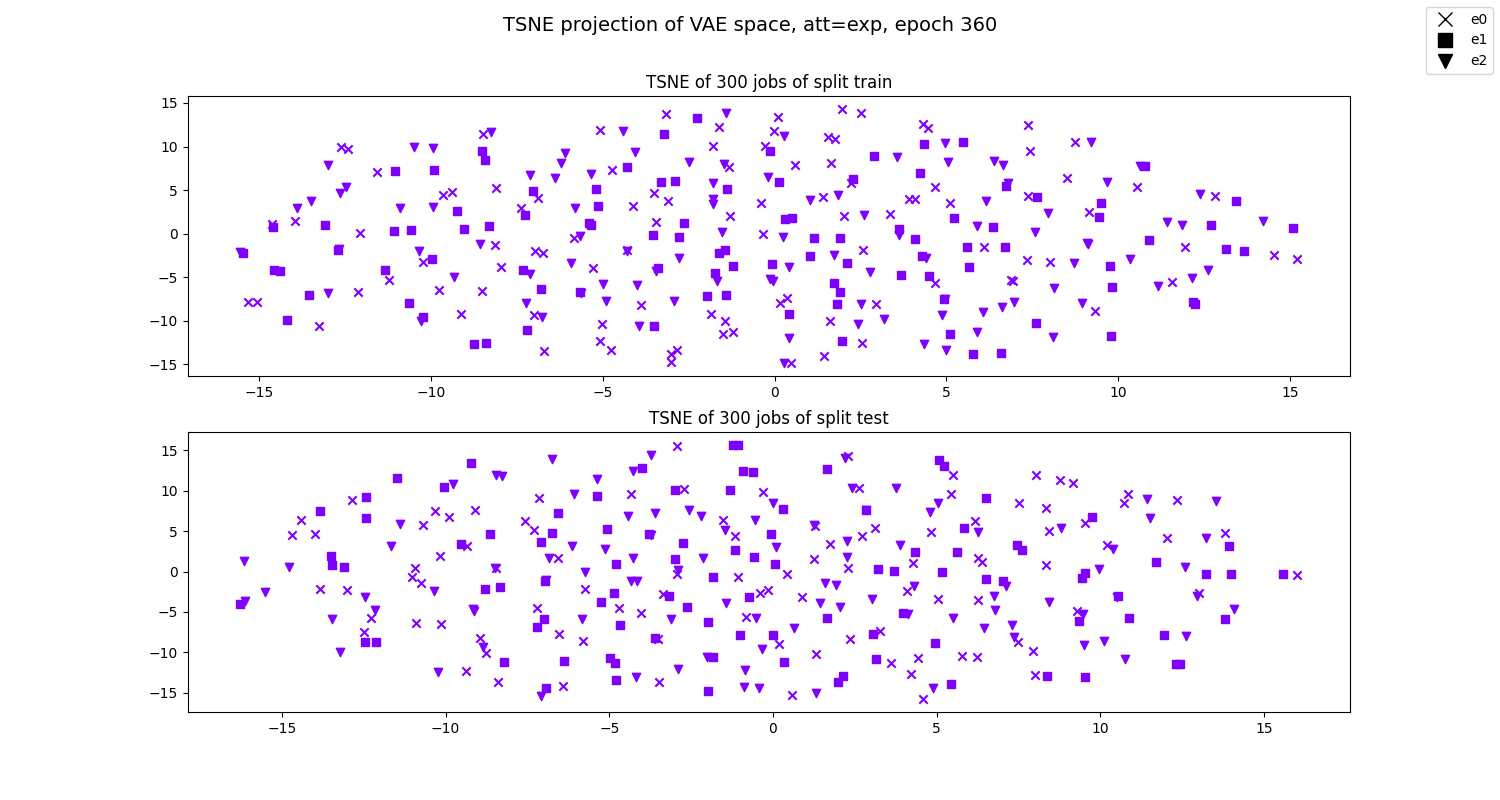 TSNE projection of VAE space, att=exp, epoch 360
e0
e1
e2
TSNE of 300 jobs of split train
15
10
5
0
−5
−10
−15
−15 −10 −5 0 5 10 15
TSNE of 300 jobs of split test
15
10
5
0
−5
−10
−15
−15 −10 −5 0 5 10 15